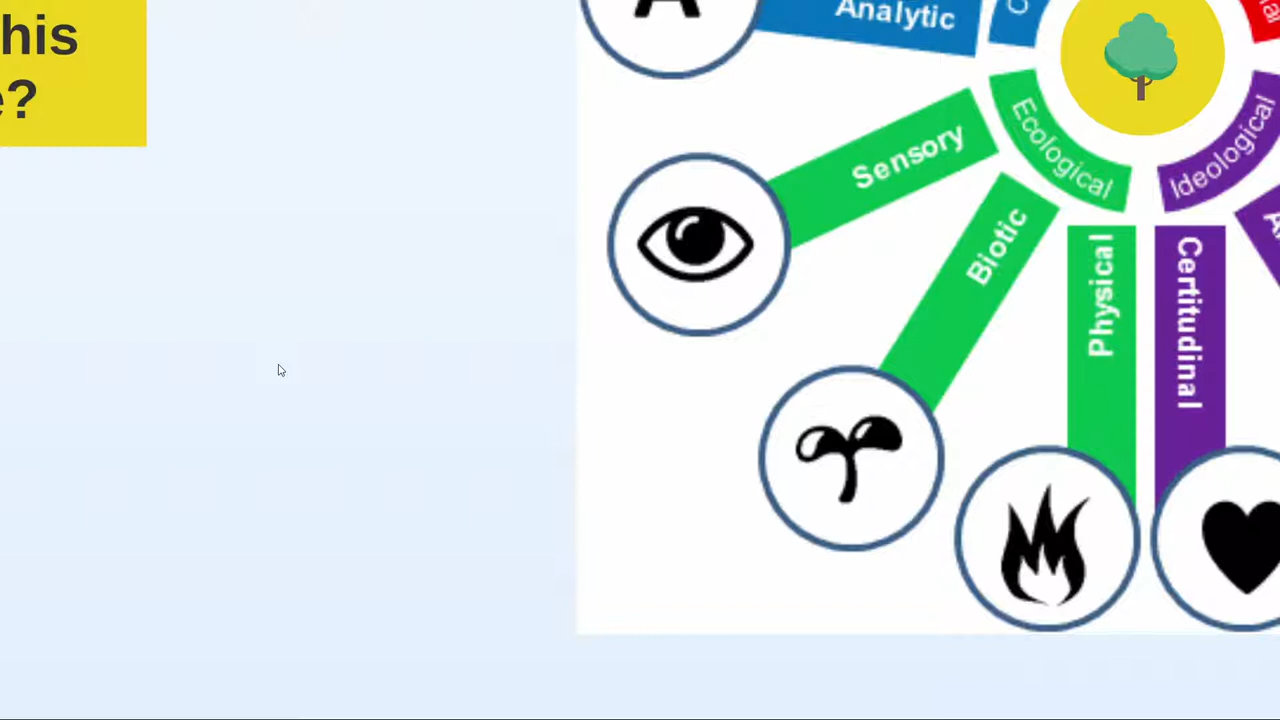 his
e?
Analytic
Sensory
Ecological
Ideological
Biotic
Physical
Certitudinal